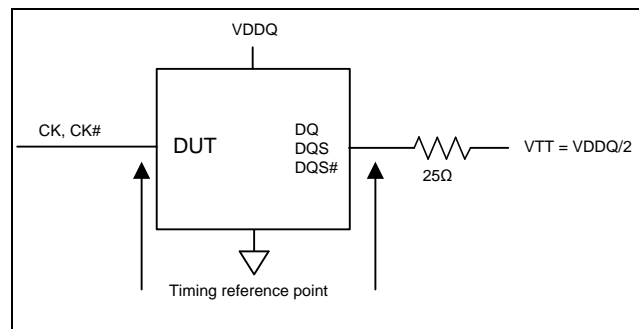 VDDQ
CK, CK#
DUT
DQ
DQS
DQS#
25Ω
VTT = VDDQ/2
Timing reference point